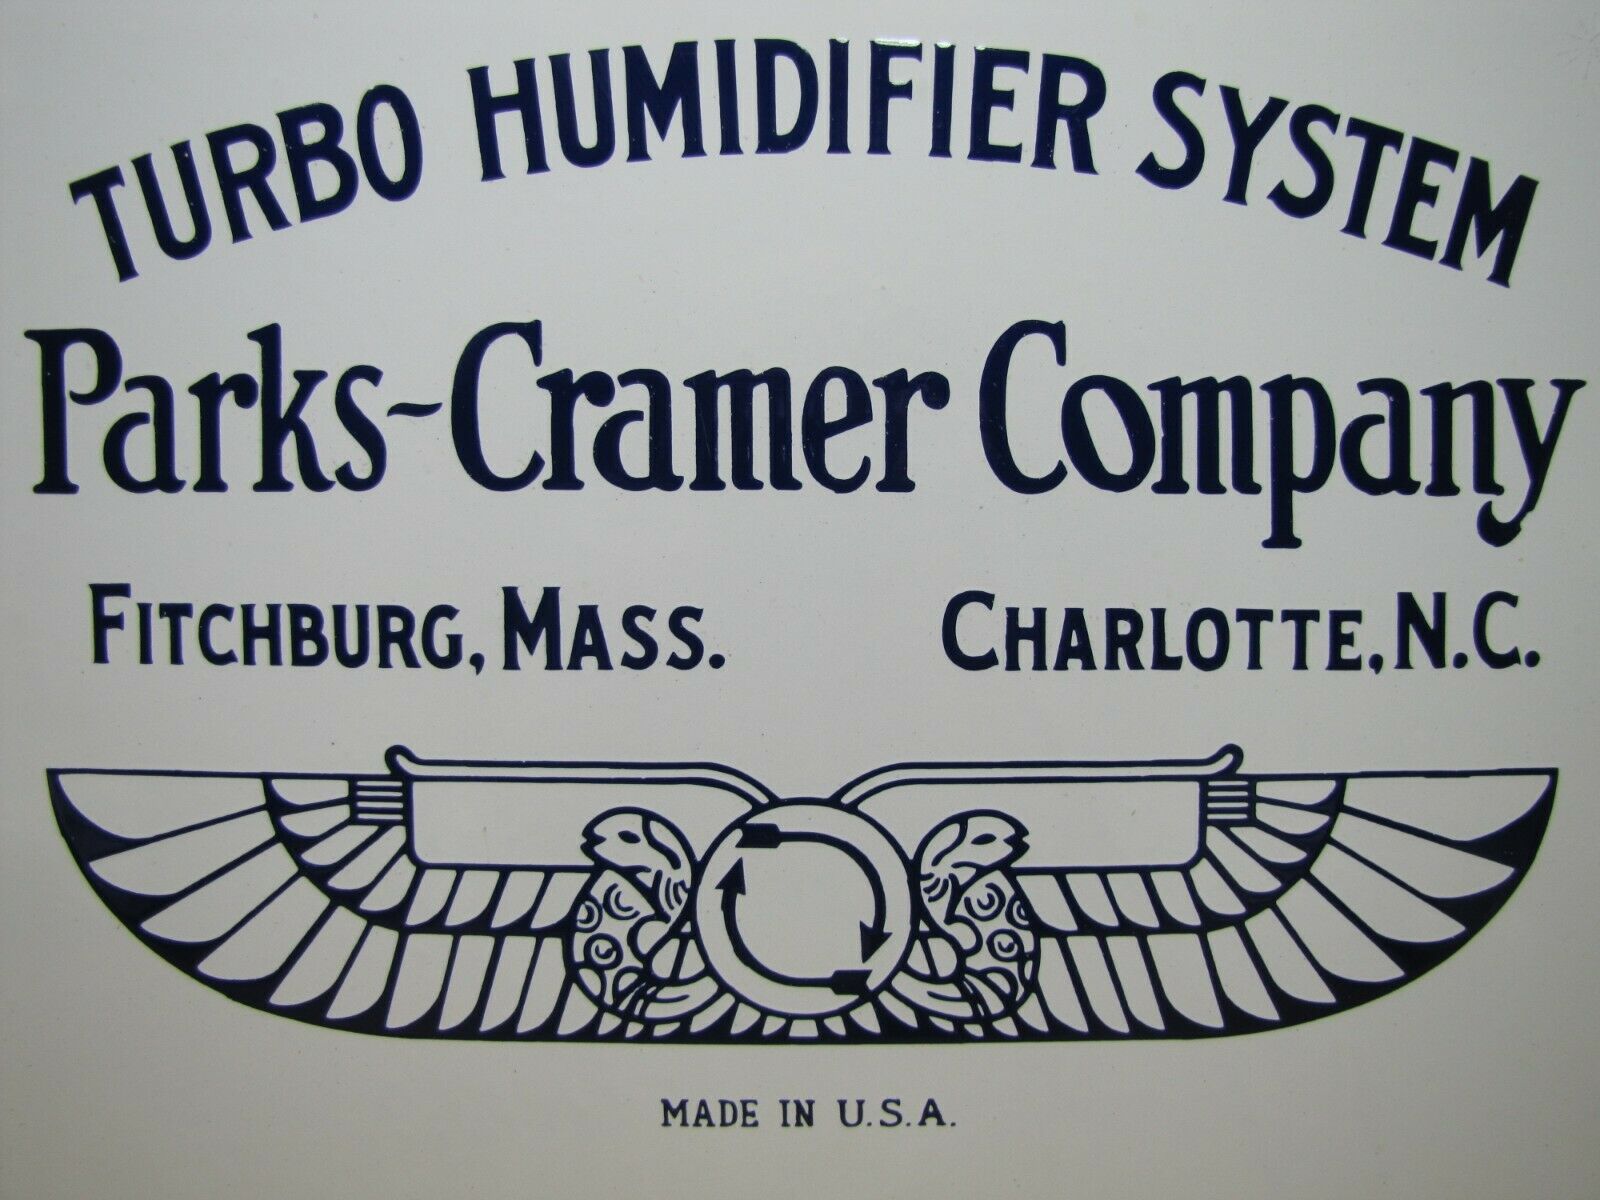 TURBO HUMIDIFIER SYSTEM
Parks-Cramer Company
FITCHBURG, MASS. CHARLOTTE, N.C.
MADE IN U.S.A.